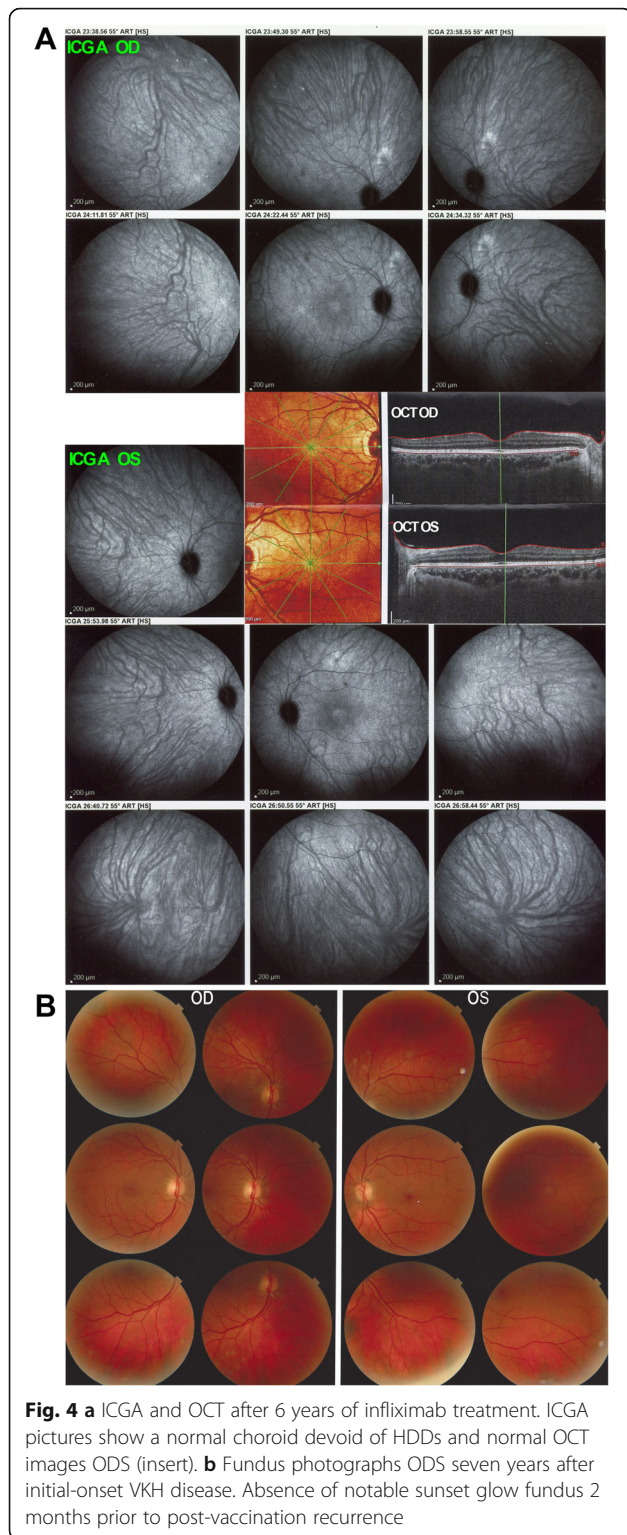 A
ICGA 23:38.56 55° ART [HS]
ICGA 23:49.30 55° ART [HS]
ICGA 23:58.55 55° ART [HS]
ICGA OD
200 µm
200 µm
200 µm
ICGA 24:11.81 55° ART [HS]
ICGA 24:22.44 55° ART [HS]
ICGA 24:34.32 55° ART [HS]
200 µm
200 µm
200 µm
OCT OD
200 µm
200 µm
ICGA OS
OCT OS
200 µm
200 µm
200 µm
ICGA 25:53.98 55° ART [HS]
200 µm
200 µm
200 µm
ICGA 26:40.72 55° ART [HS]
ICGA 26:50.55 55° ART [HS]
ICGA 26:58.44 55° ART [HS]
200 µm
200 µm
200 µm
B
OD
OS
Fig. 4 a ICGA and OCT after 6 years of infliximab treatment. ICGA
pictures show a normal choroid devoid of HDDs and normal OCT
images ODS (insert). b Fundus photographs ODS seven years after
initial-onset VKH disease. Absence of notable sunset glow fundus 2
months prior to post-vaccination recurrence